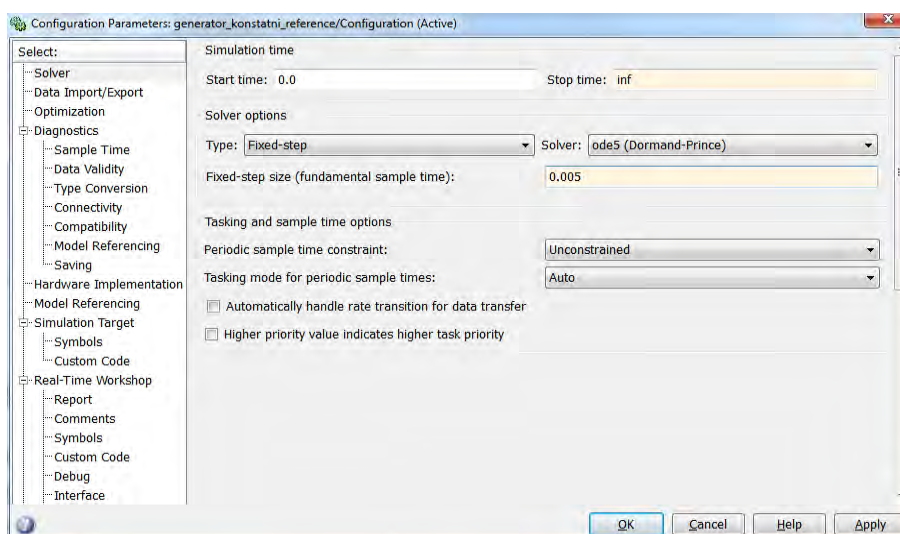 Configuration Parameters: generator_konstatni_reference/Configuration (Active)
Select:
Solver
Data Import/Export
Optimization
Diagnostics
Sample Time
Data Validity
Type Conversion
Connectivity
Compatibility
Model Referencing
Saving
Hardware Implementation
Model Referencing
Simulation Target
Symbols
Custom Code
Real-Time Workshop
Report
Comments
Symbols
Custom Code
Debug
Interface
Simulation time
Start time: 0.0 Stop time: inf
Solver options
Type: Fixed-step Solver: ode5 (Dormand-Prince)
Fixed-step size (fundamental sample time): 0.005
Tasking and sample time options
Periodic sample time constraint: Unconstrained
Tasking mode for periodic sample times: Auto
Automatically handle rate transition for data transfer
Higher priority value indicates higher task priority
OK Cancel Help Apply